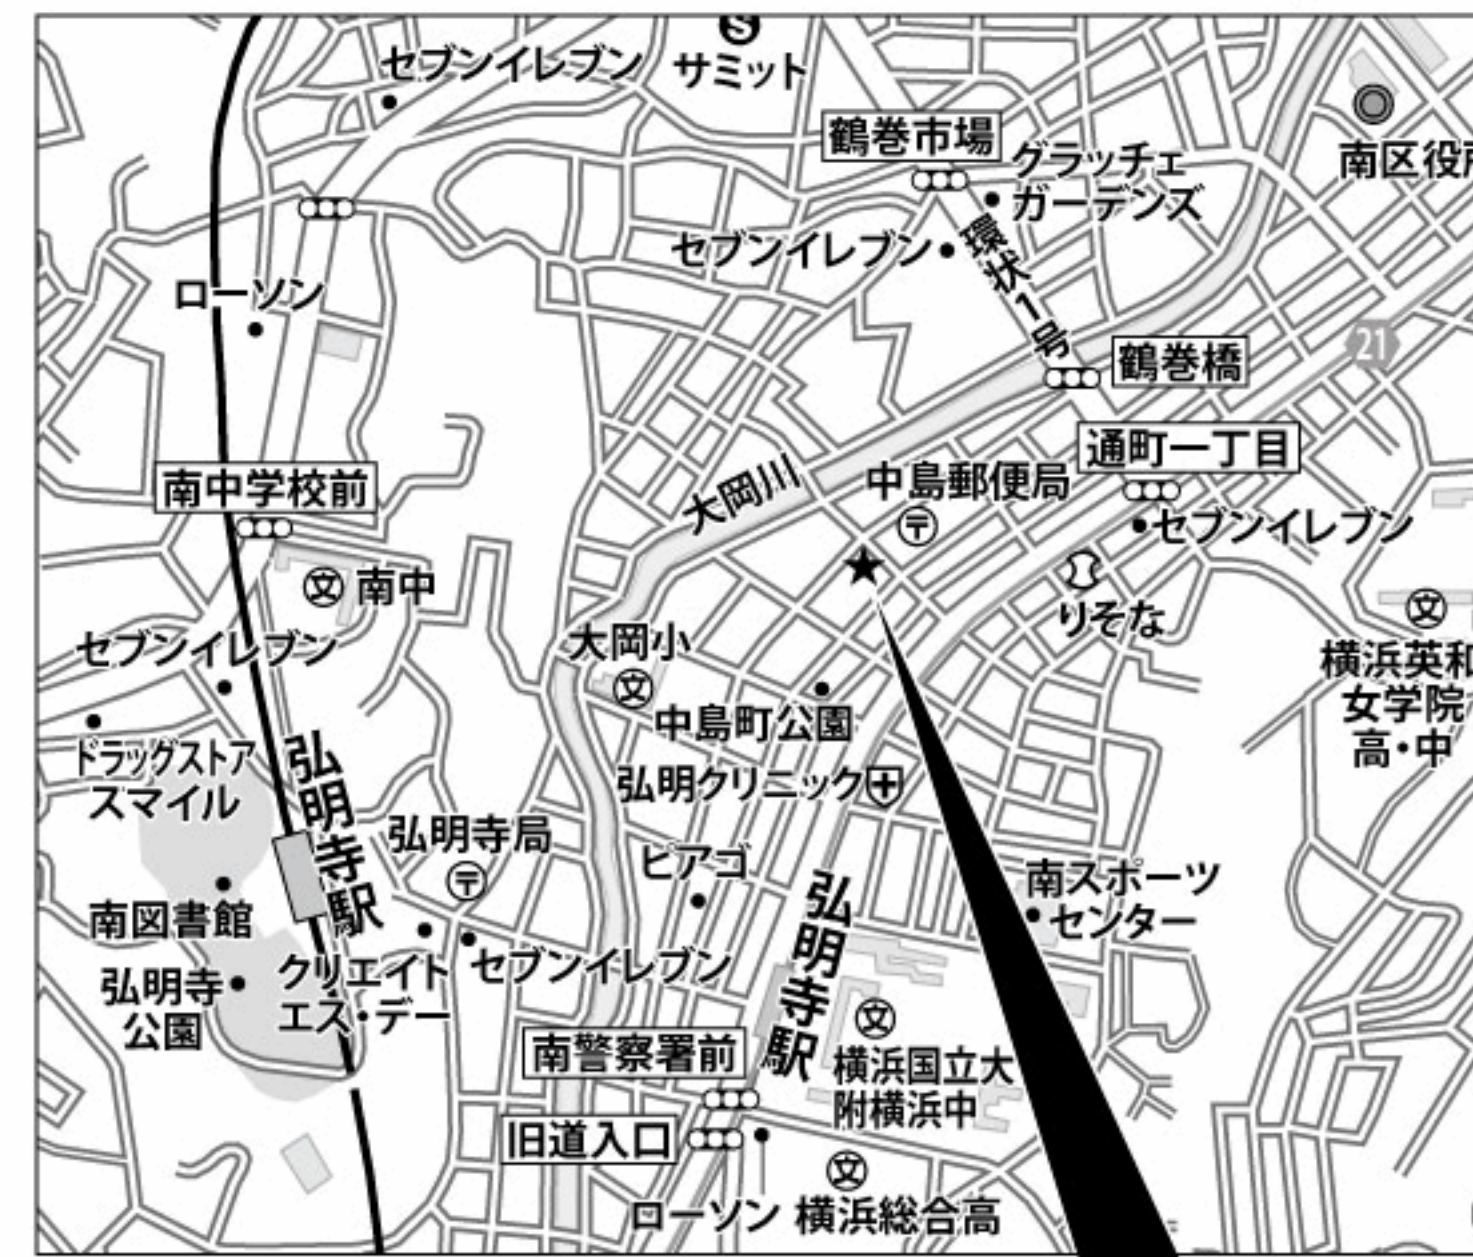 S
セブンイレブン
サミット
鶴巻市場
グラッチェ
ガーデンズ
南区役
セブンイレブン
環状1号
ローソン
21
鶴巻橋
通町一丁目
大岡川
中島郵便局
〒
セブンイレブン
南中学校前
文
南中
りそな
文
横浜英和
女学院
高・中
セブンイレブン
大岡小
文
中島町公園
ドラッグストア
スマイル
弘明寺駅
弘明クリニック
弘明寺局
〒
ピアゴ
南スポーツ
センター
南図書館
弘明寺駅
クリエイト
エス・デー
セブンイレブン
弘明寺
公園
文
南警察署前
横浜国立大
附横浜中
旧道入口
文
ローソン
横浜総合高